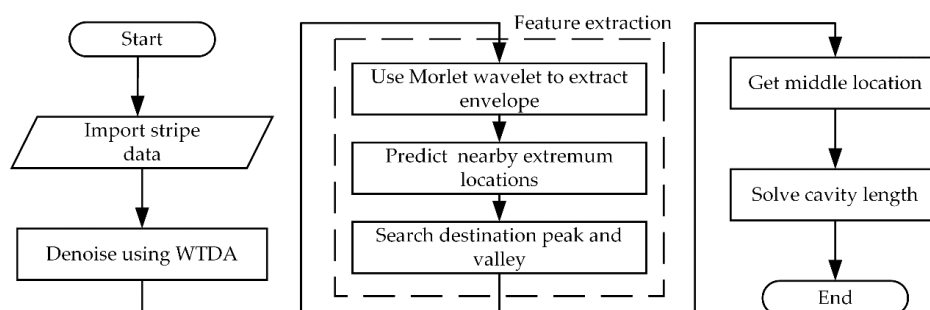 Start
Import stripe
data
Denoise using WTDA
Feature extraction
Use Morlet wavelet to extract
envelope
Predict nearby extremum
locations
Search destination peak and
valley
Get middle location
Solve cavity length
End